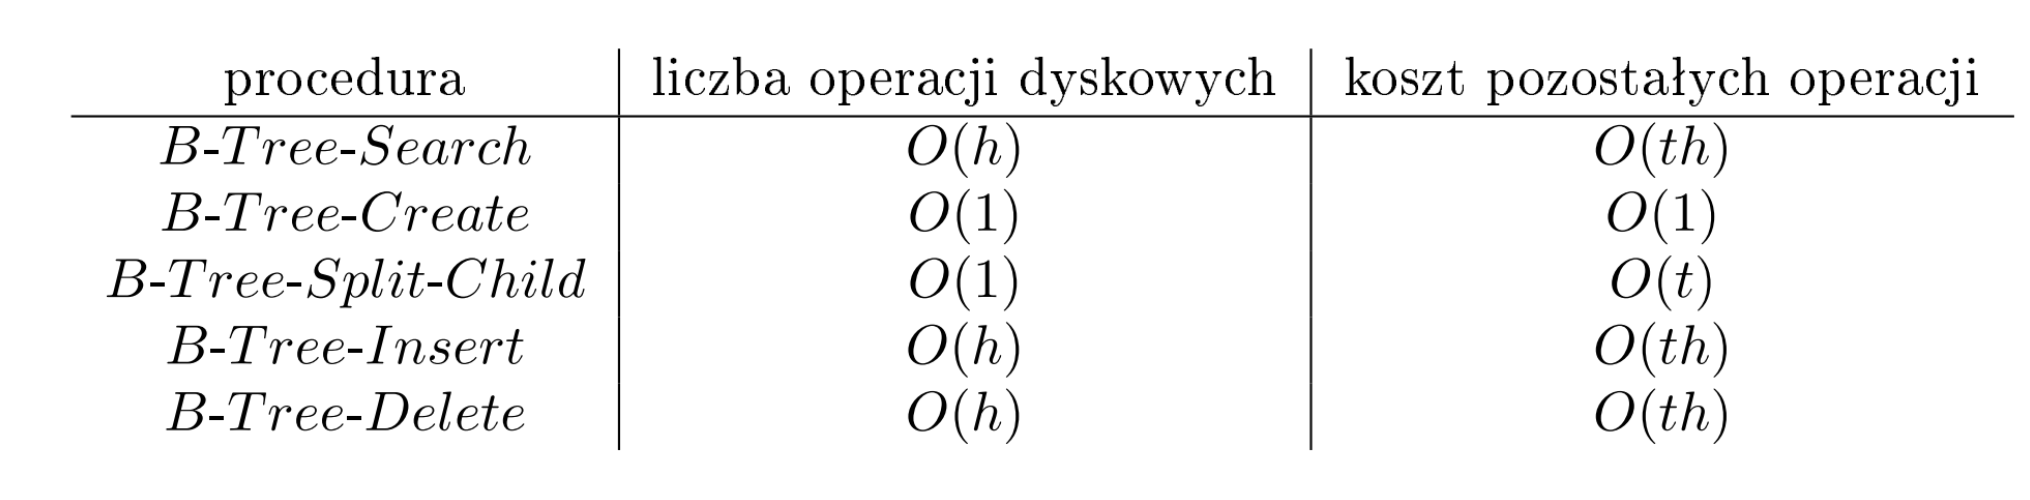 procedura liczba operacji dyskowych koszt pozostałych operacji
B-Tree-Search O(h) O(th)
B-Tree-Create O(1) O(1)
B-Tree-Split-Child O(1) O(t)
B-Tree-Insert O(h) O(th)
B-Tree-Delete O(h) O(th)